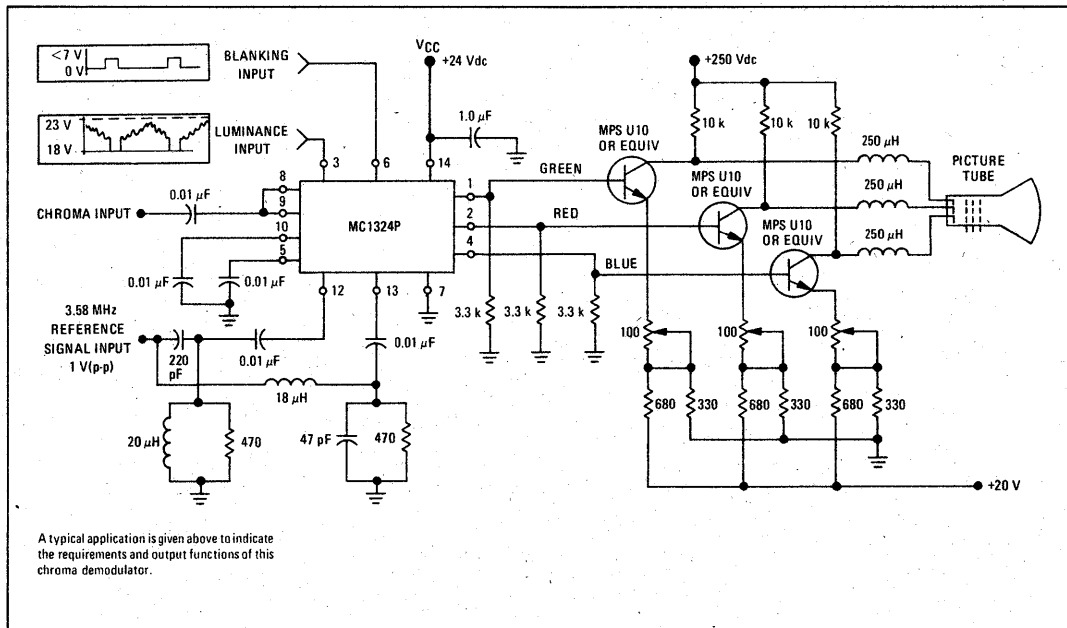 <7 V
0 V
BLANKING
INPUT
23 V
18 V
LUMINANCE
INPUT
VCC
+24 Vdc
1.0 µF
3
6
14
8
9
10
5
MC1324P
1
2
4
12
13
7
CHROMA INPUT
0.01 µF
0.01 µF
0.01 µF
3.58 MHz
REFERENCE
SIGNAL INPUT
1 V(p-p)
220
pF
0.01 µF
0.01 µF
18 µH
20 µH
470
47 pF
470
GREEN
RED
BLUE
3.3 k
3.3 k
3.3 k
MPS U10
OR EQUIV
MPS U10
OR EQUIV
MPS U10
OR EQUIV
+250 Vdc
10 k
10 k
10 k
250 µH
250 µH
250 µH
PICTURE
TUBE
100
100
100
680
330
680
330
680
330
+20 V
A typical application is given above to indicate
the requirements and output functions of this
chroma demodulator.